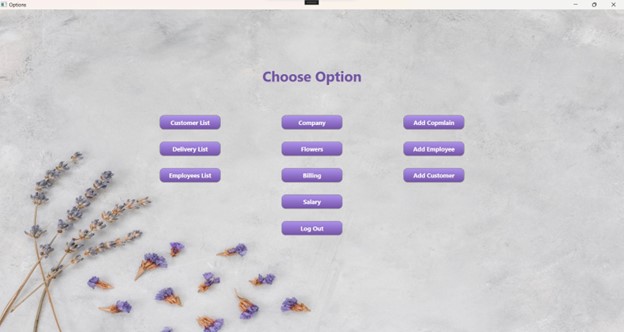 Options
Choose Option
Customer List
Company
Add Copmlain
Delivery List
Flowers
Add Employee
Employees List
Billing
Add Customer
Salary
Log Out